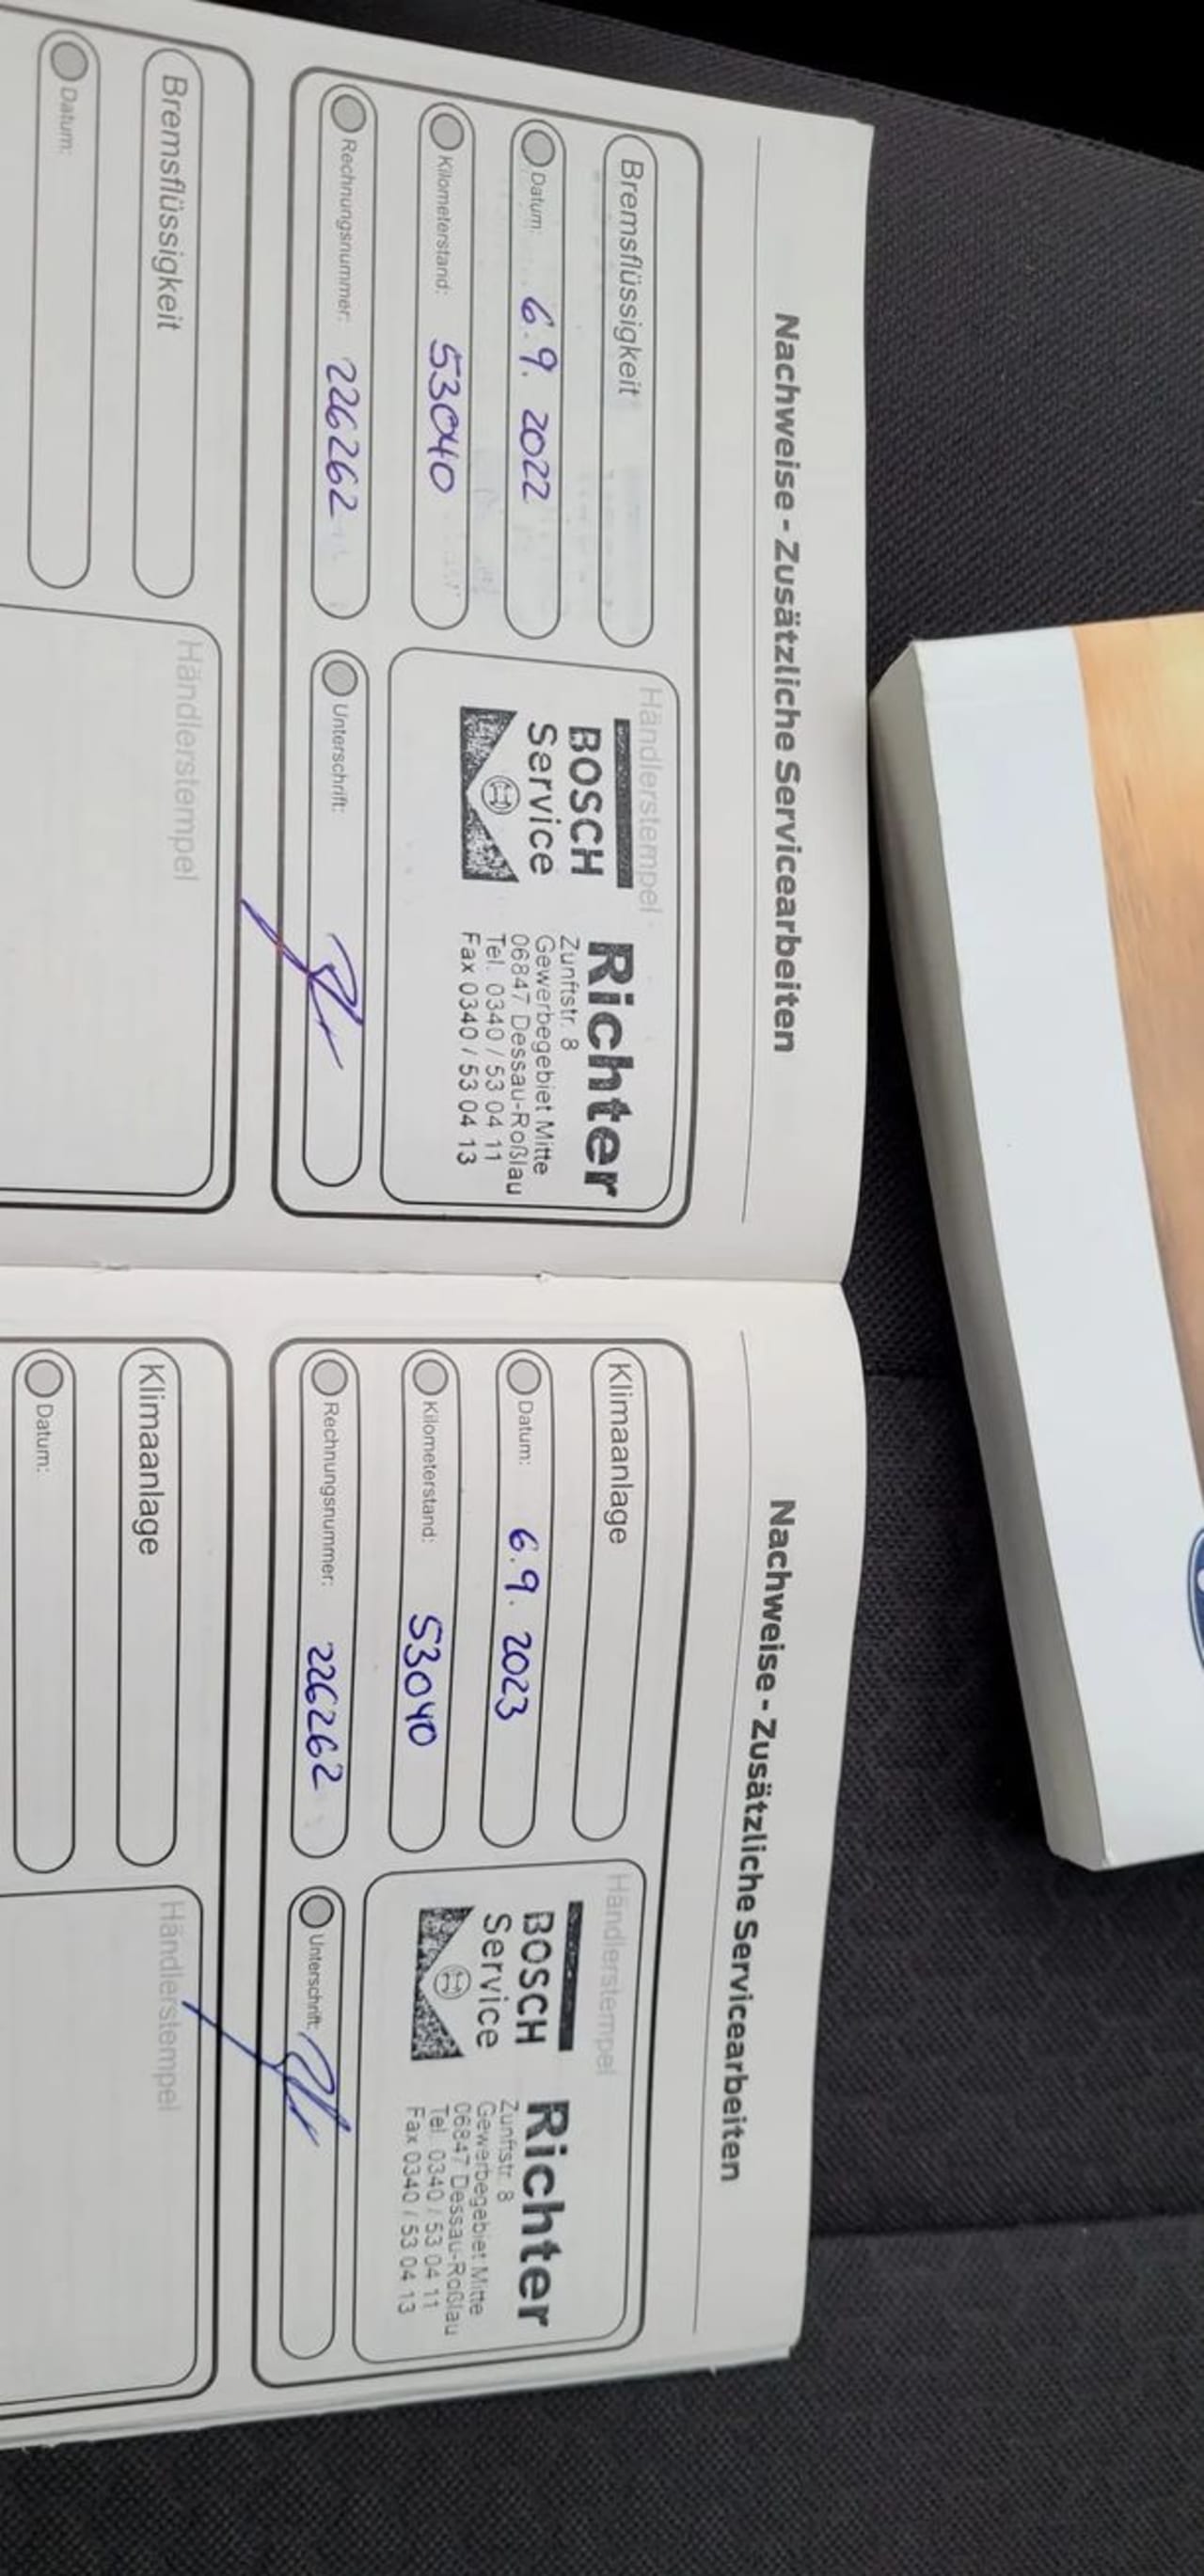 Nachweise - Zusätzliche Servicearbeiten
Bremsflüssigkeit
Datum: 6.9. 2022
Kilometerstand: 53040
Rechnungsnummer: 226262
Händlerstempel
BOSCH
Service
Richter
Zunftstr. 8
Gewerbegebiet Mitte
06847 Dessau-Roßlau
Tel. 0340 / 53 04 11
Fax 0340 / 53 04 13
Unterschrift:
Bremsflüssigkeit
Datum:
Händlerstempel
Nachweise - Zusätzliche Servicearbeiten
Klimaanlage
Datum: 6.9. 2023
Kilometerstand: 53040
Rechnungsnummer: 226262
Händlerstempel
BOSCH
Service
Richter
Zunftstr. 8
Gewerbegebiet Mitte
06847 Dessau-Roßlau
Tel. 0340 / 53 04 11
Fax 0340 / 53 04 13
Unterschrift:
Klimaanlage
Datum:
Händlerstempel